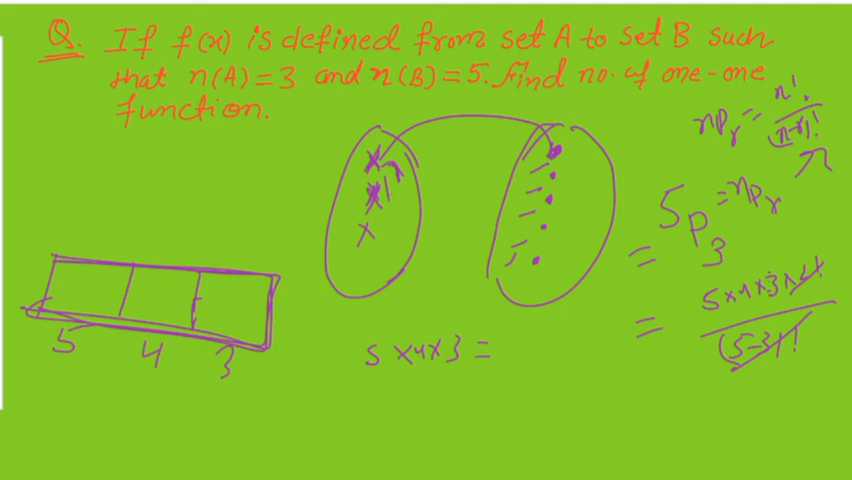 Q. If f(x) is defined from set A to set B such
that n(A) = 3 and n(B) = 5. Find no. of one-one
function.
nPr = n!/(n-r)!
5P3 = nPr
=
= 5×4×3×2!/(5-3)!
5 4 3
5×4×3 =